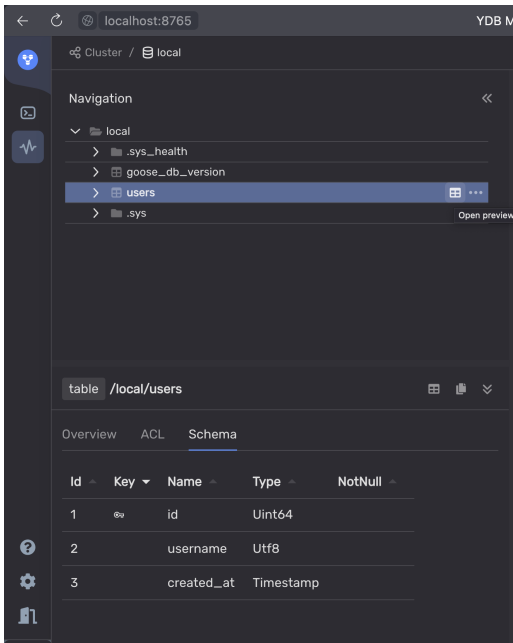 localhost:8765
YDB M
Cluster / local
Navigation
local
.sys_health
goose_db_version
users
.sys
Open preview
table /local/users
Overview ACL Schema
Id Key Name Type NotNull
1 id Uint64
2 username Utf8
3 created_at Timestamp